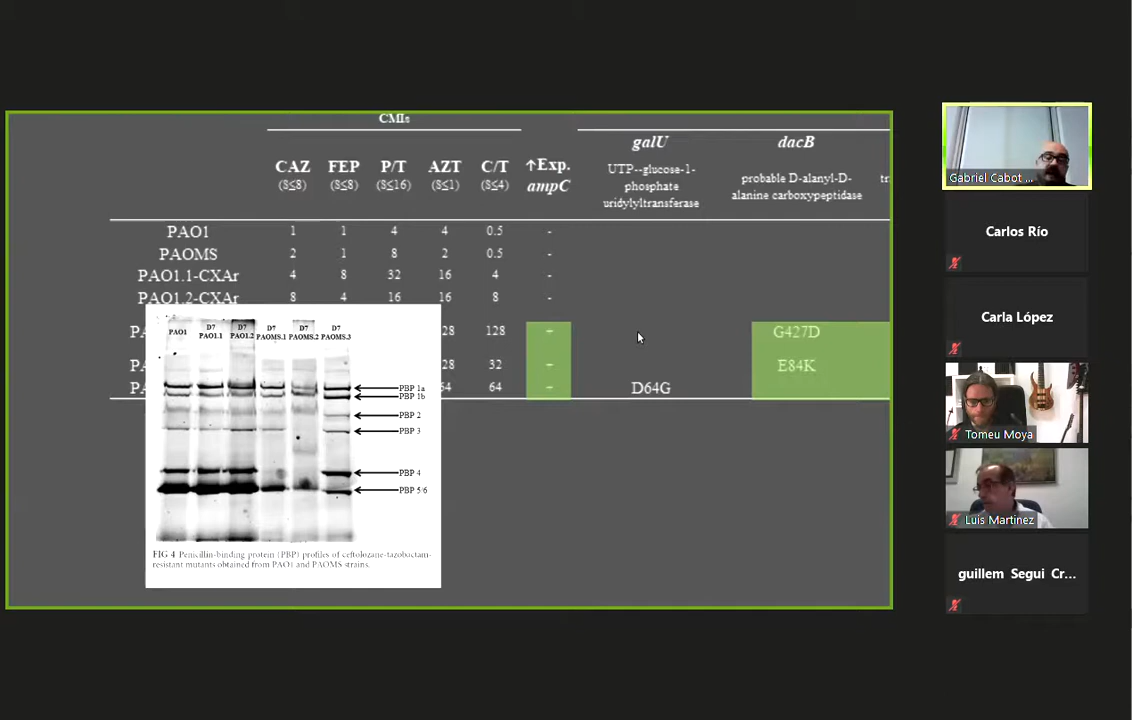 CMIs
galU
dacB
CAZ FEP P/T AZT C/T ↑Exp.
(S≤8) (S≤8) (S≤16) (S≤1) (S≤4) ampC
UTP--glucose-1-
phosphate
uridylyltransferase
probable D-alanyl-D-
alanine carboxypeptidase
PAO1 1 1 4 4 0.5 -
PAOMS 2 1 8 2 0.5 -
PAO1.1-CXAr 4 8 32 16 4 -
PAO1.2-CXAr 8 4 16 16 8 -
PA 28 128 + G427D
PA 28 32 + E84K
PA 64 64 + D64G
PAO1
D7
PAO1.1
D7
PAO1.2
D7
PAOMS.1
D7
PAOMS.2
D7
PAOMS.3
PBP 1a
PBP 1b
PBP 2
PBP 3
PBP 4
PBP 5/6
FIG 4 Penicillin-binding protein (PBP) profiles of ceftolozane-tazobactam-
resistant mutants obtained from PAO1 and PAOMS strains.
Gabriel Cabot ...
Carlos Río
Carla López
Tomeu Moya
Luis Martinez
guillem Segui Cr...